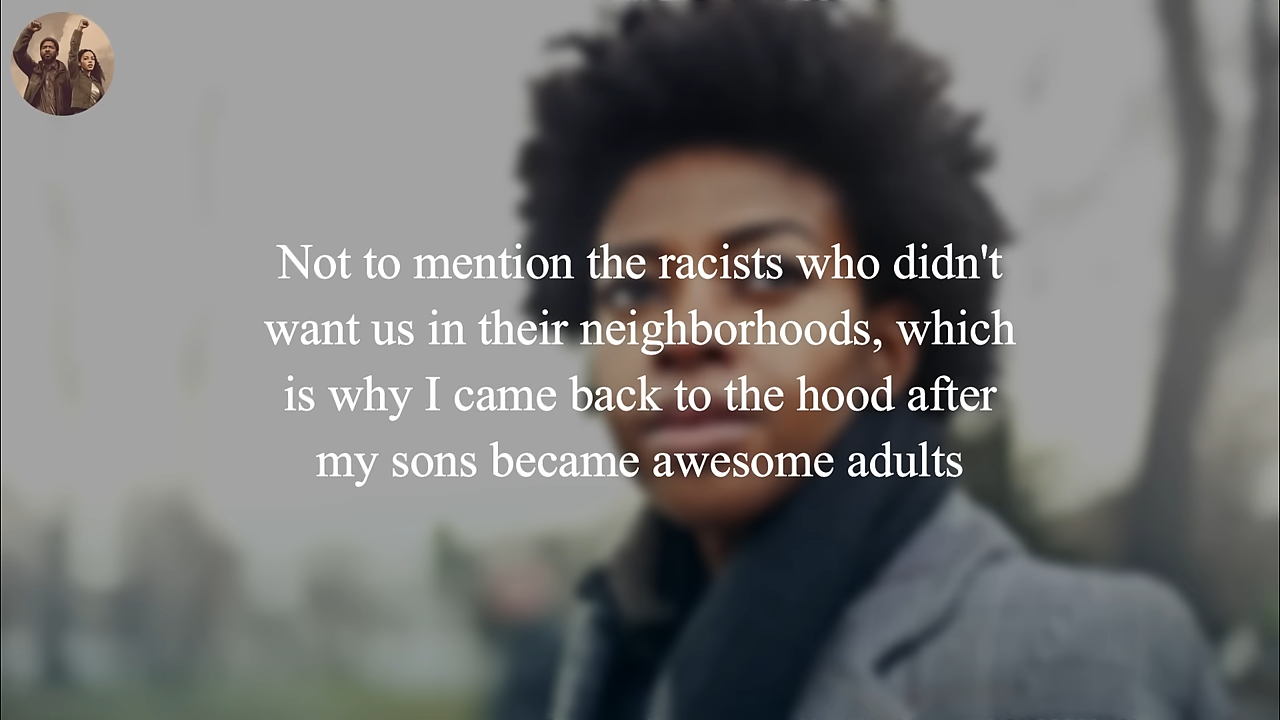 Not to mention the racists who didn't
want us in their neighborhoods, which
is why I came back to the hood after
my sons became awesome adults